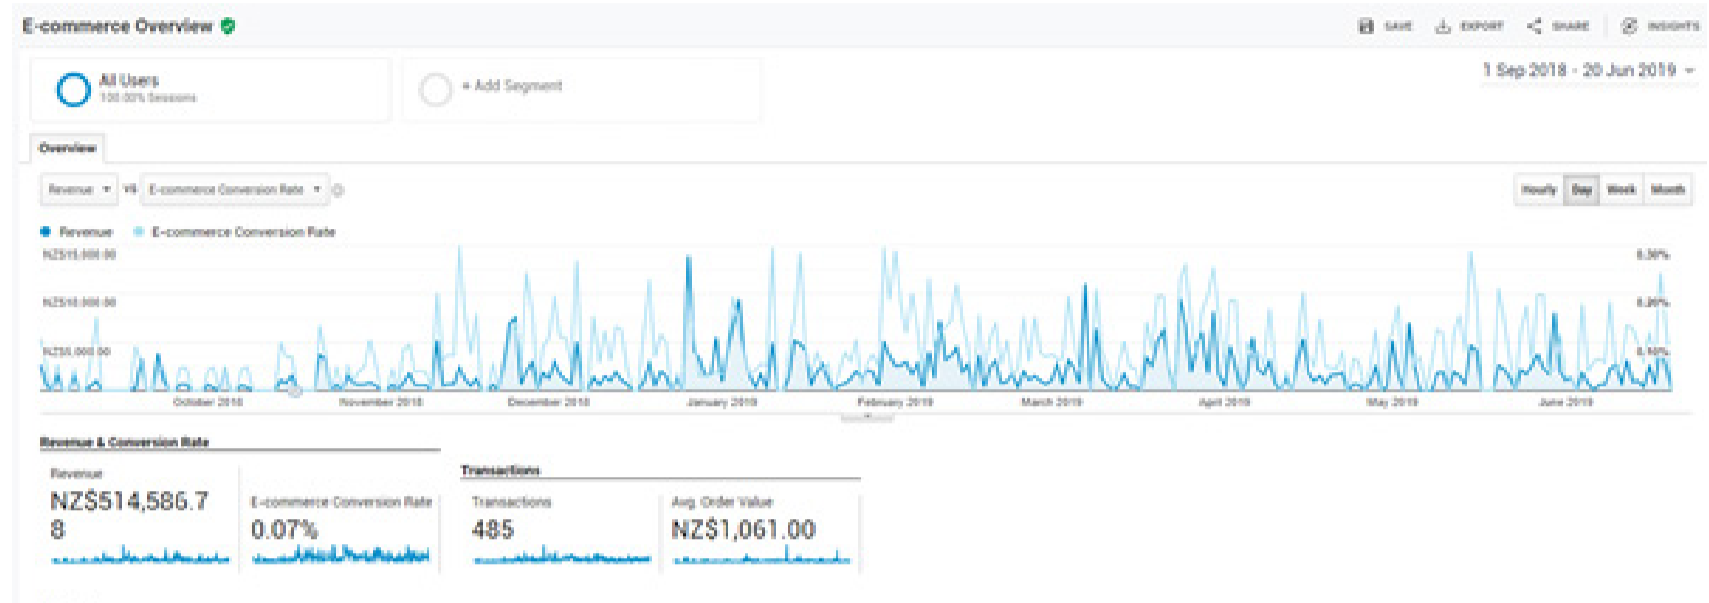 E-commerce Overview
SAVE EXPORT SHARE INSIGHTS
All Users
100.00% Sessions
+ Add Segment
1 Sep 2018 - 20 Jun 2019
Overview
Revenue VS E-commerce Conversion Rate
Hourly Day Week Month
Revenue E-commerce Conversion Rate
NZ$15,000.00 0.30%
NZ$10,000.00 0.20%
NZ$5,000.00 0.10%
October 2018 November 2018 December 2018 January 2019 February 2019 March 2019 April 2019 May 2019 June 2019
Revenue & Conversion Rate
Revenue
NZ$514,586.7
8
E-commerce Conversion Rate
0.07%
Transactions
Transactions
485
Avg. Order Value
NZ$1,061.00